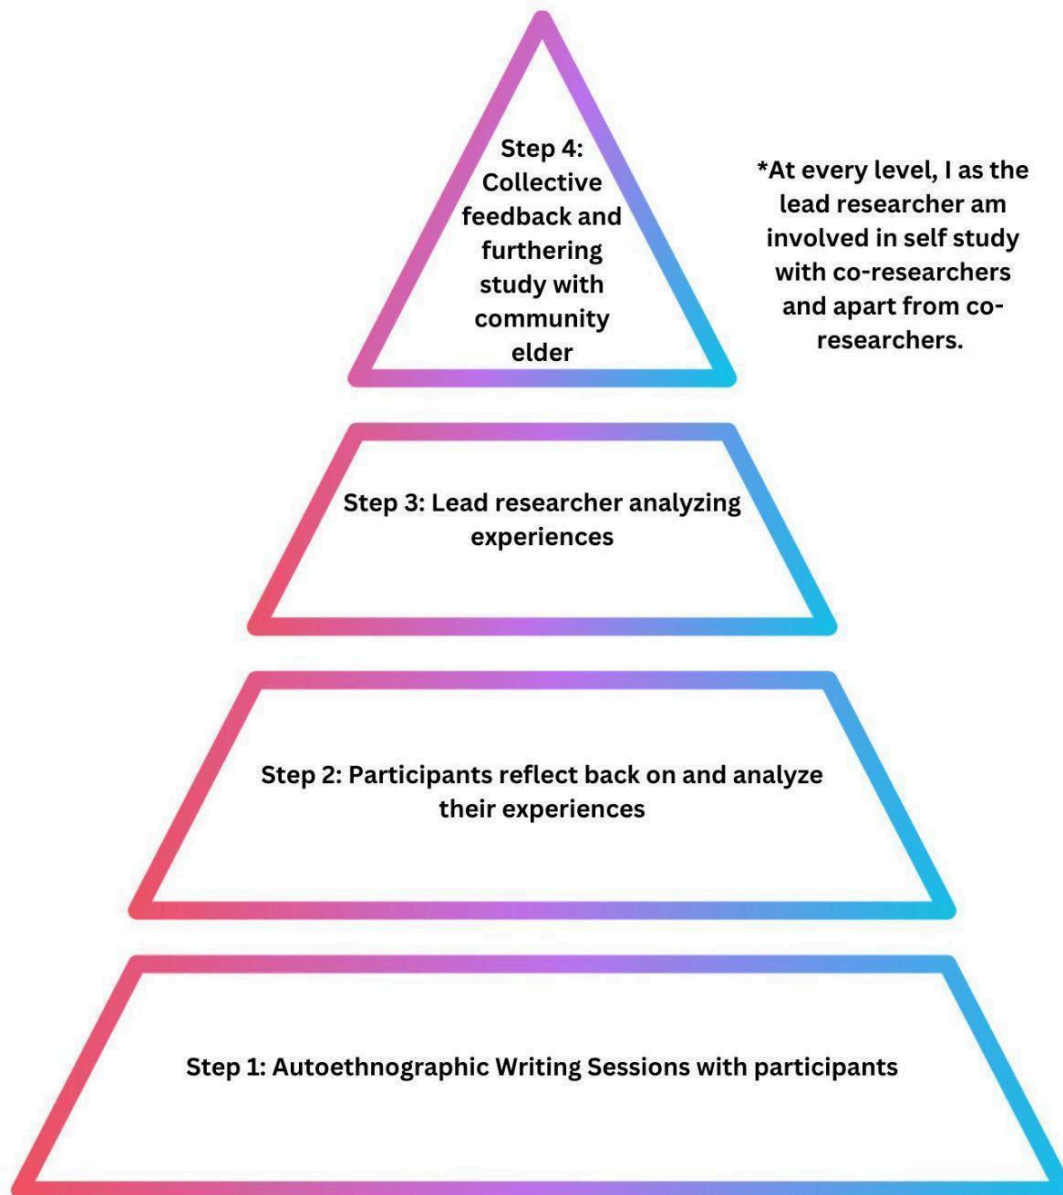 Step 4:
Collective
feedback and
furthering
study with
community
elder
*At every level, I as the
lead researcher am
involved in self study
with co-researchers
and apart from co-
researchers.
Step 3: Lead researcher analyzing
experiences
Step 2: Participants reflect back on and analyze
their experiences
Step 1: Autoethnographic Writing Sessions with participants